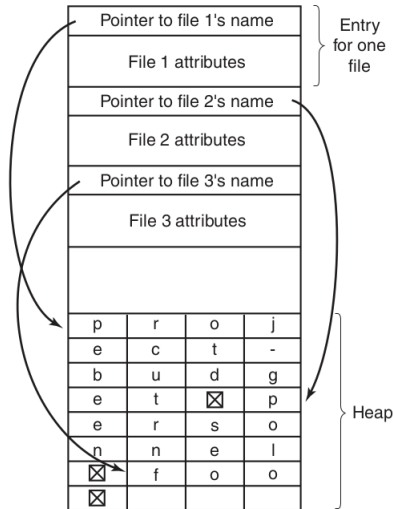 Pointer to file 1's name
File 1 attributes
Entry
for one
file
Pointer to file 2's name
File 2 attributes
Pointer to file 3's name
File 3 attributes
p r o j
e c t -
b u d g
e t ☒ p
e r s o
n n e l
☒ f o o
☒
Heap